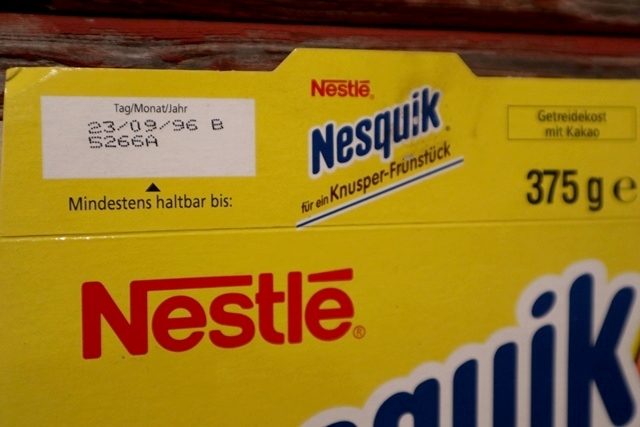 Tag/Monat/Jahr
23/09/96 B
5266A
Mindestens haltbar bis:
Nestlé®
Nesquik
für ein Knusper-Frühstück
Getreidekost
mit Kakao
375 g e
Nestlé®
quik